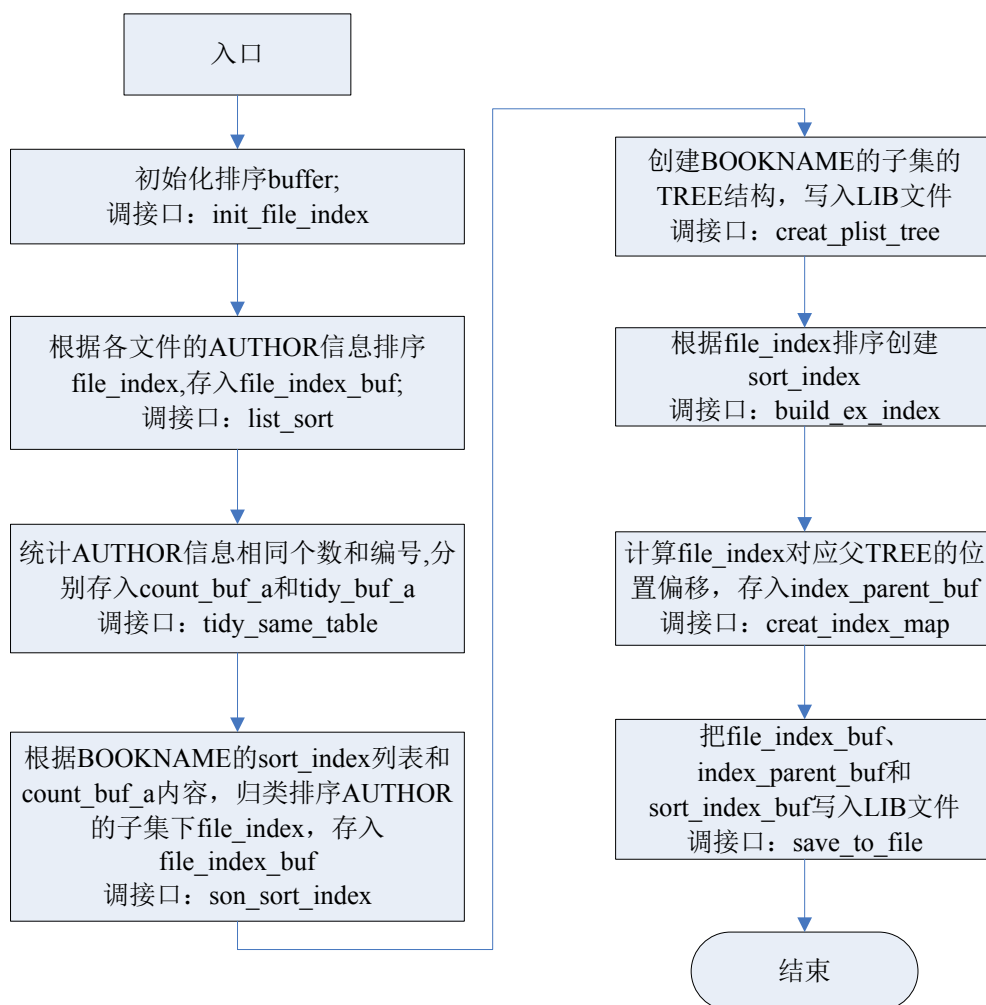 入口
初始化排序buffer;
调接口：init_file_index
根据各文件的AUTHOR信息排序
file_index,存入file_index_buf;
调接口：list_sort
统计AUTHOR信息相同个数和编号,分
别存入count_buf_a和tidy_buf_a
调接口：tidy_same_table
根据BOOKNAME的sort_index列表和
count_buf_a内容，归类排序AUTHOR
的子集下file_index，存入
file_index_buf
调接口：son_sort_index
创建BOOKNAME的子集的
TREE结构，写入LIB文件
调接口：creat_plist_tree
根据file_index排序创建
sort_index
调接口：build_ex_index
计算file_index对应父TREE的位
置偏移，存入index_parent_buf
调接口：creat_index_map
把file_index_buf、
index_parent_buf和
sort_index_buf写入LIB文件
调接口：save_to_file
结束